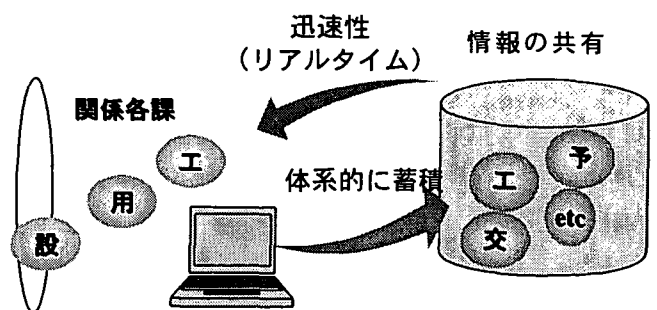 迅速性
(リアルタイム)
情報の共有
関係各課
工
用
設
体系的に蓄積
予
工
etc
交